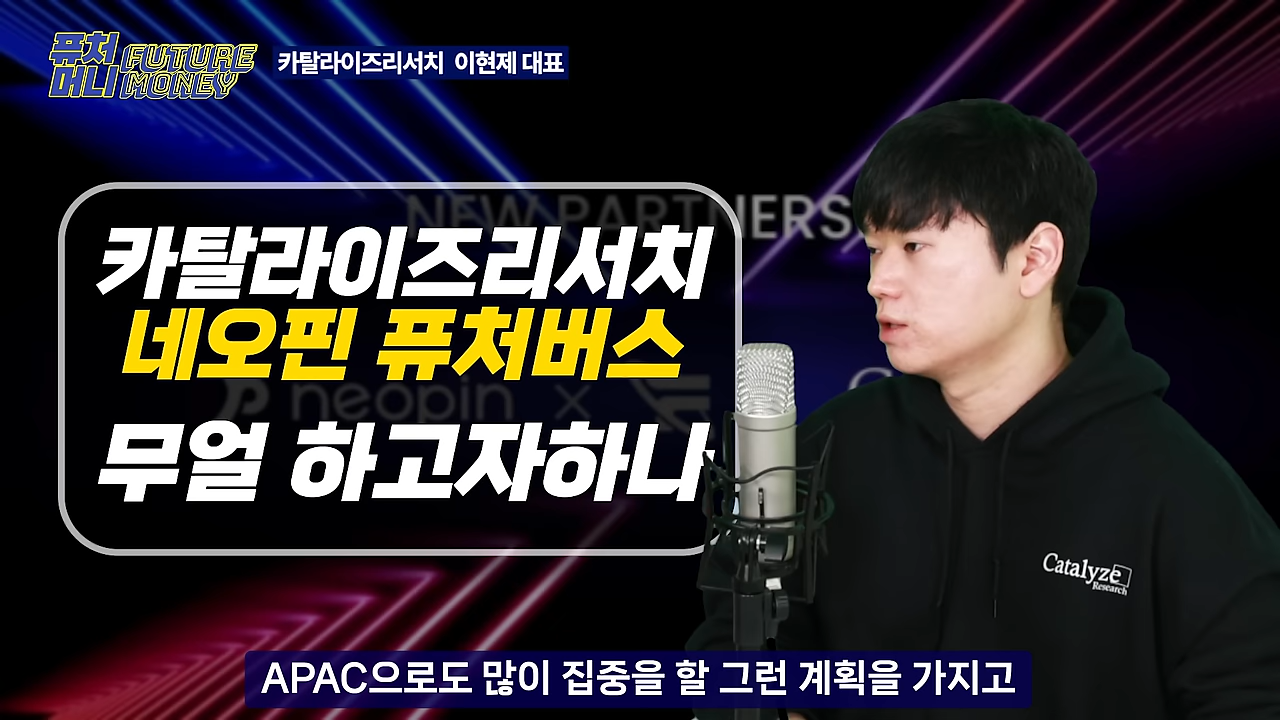 퓨처 FUTURE
머니 MONEY
카탈라이즈리서치 이현제 대표
NEW PARTNERS
카탈라이즈리서치
네오핀 퓨처버스
neopin x
무얼 하고자하나
Catalyze
Research
APAC으로도 많이 집중을 할 그런 계획을 가지고